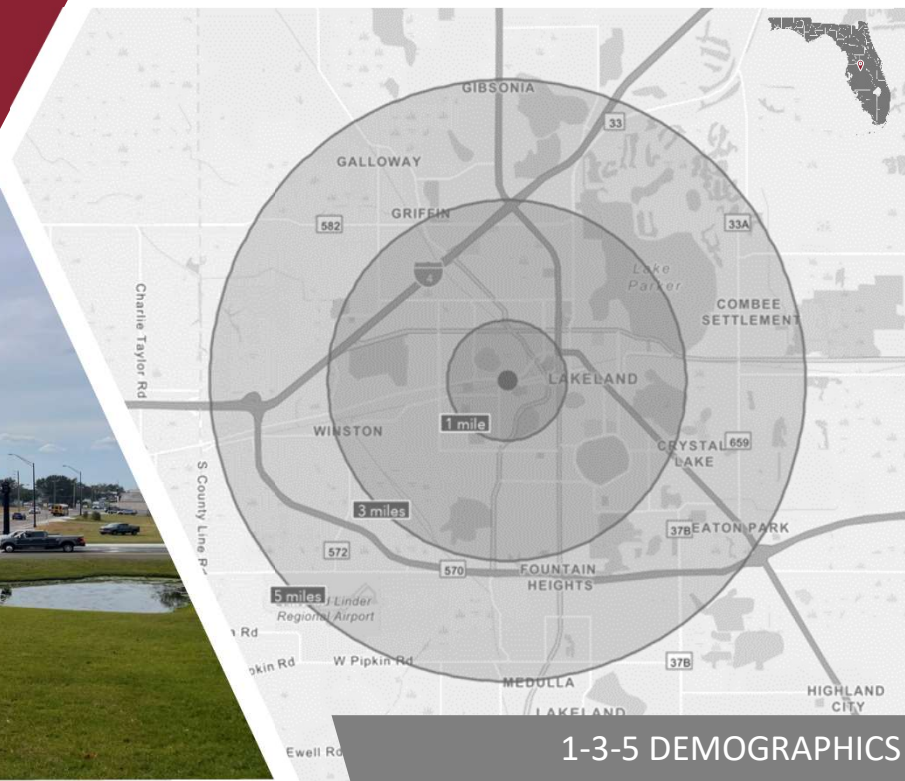 GIBSONIA
33
GALLOWAY
582
GRIFFIN
33A
4
Lake
Parker
Charlie Taylor Rd
COMBEE
SETTLEMENT
LAKELAND
1 mile
WINSTON
CRYSTAL
LAKE
659
S County Line Rd
3 miles
37B
EATON PARK
572
570
FOUNTAIN
HEIGHTS
5 miles
Linder
Regional Airport
Rd
W Pipkin Rd
37B
MEDULLA
HIGHLAND
CITY
LAKELAND
Ewell Rd
1-3-5 DEMOGRAPHICS